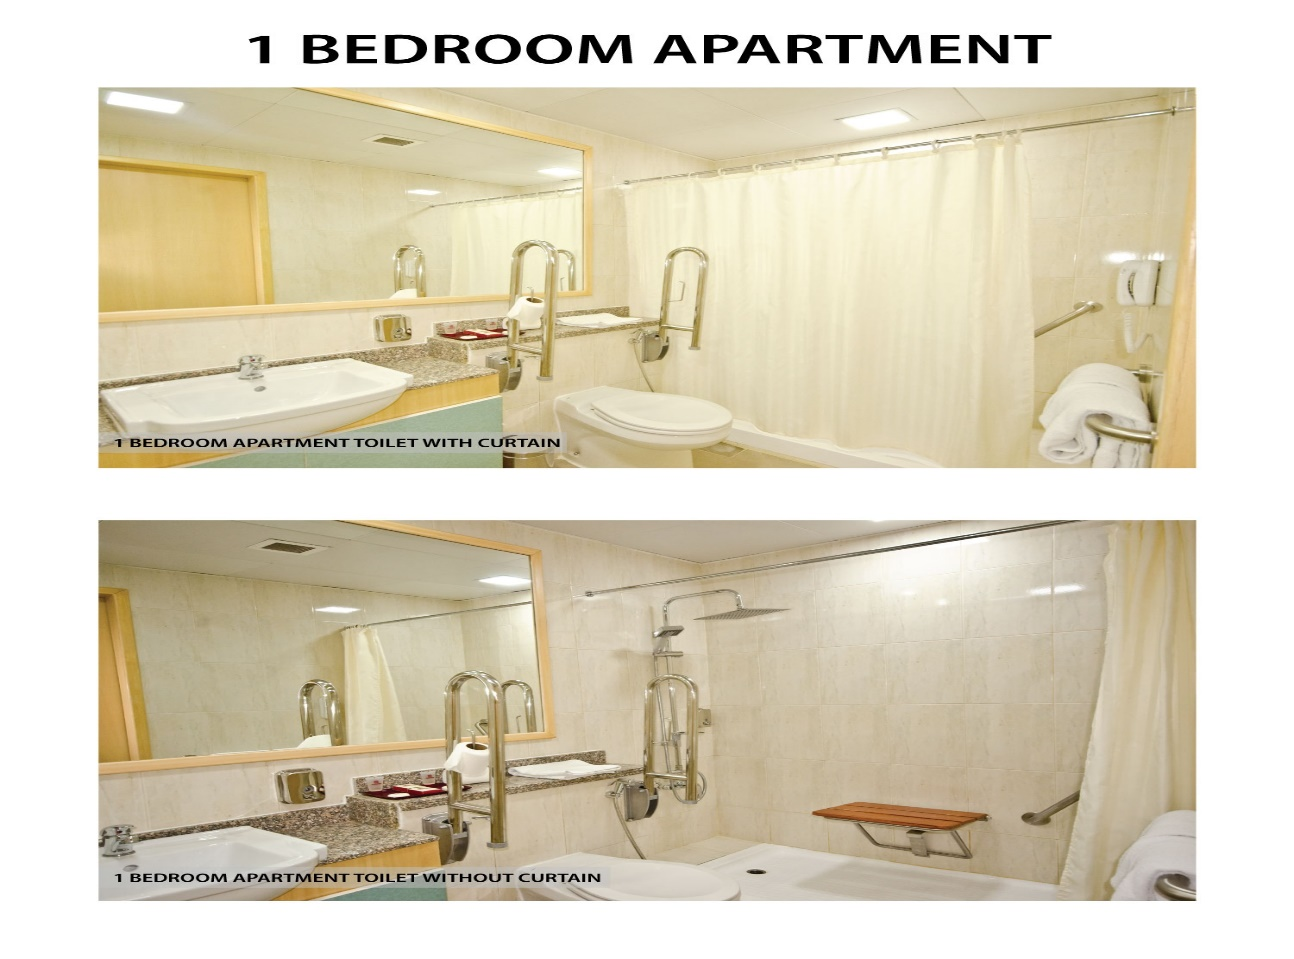 1 BEDROOM APARTMENT
1 BEDROOM APARTMENT TOILET WITH CURTAIN
1 BEDROOM APARTMENT TOILET WITHOUT CURTAIN